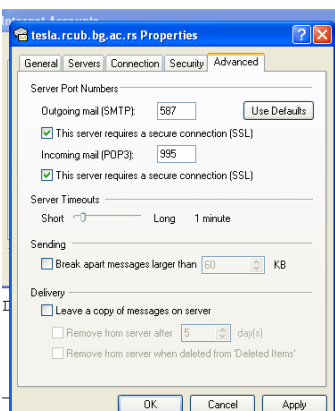 Internet Accounts
tesla.rcub.bg.ac.rs Properties
General Servers Connection Security Advanced
Server Port Numbers
Outgoing mail (SMTP): 587 Use Defaults
This server requires a secure connection (SSL)
Incoming mail (POP3): 995
This server requires a secure connection (SSL)
Server Timeouts
Short Long 1 minute
Sending
Break apart messages larger than 60 KB
Delivery
Leave a copy of messages on server
Remove from server after 5 day(s)
Remove from server when deleted from 'Deleted Items'
OK Cancel Apply